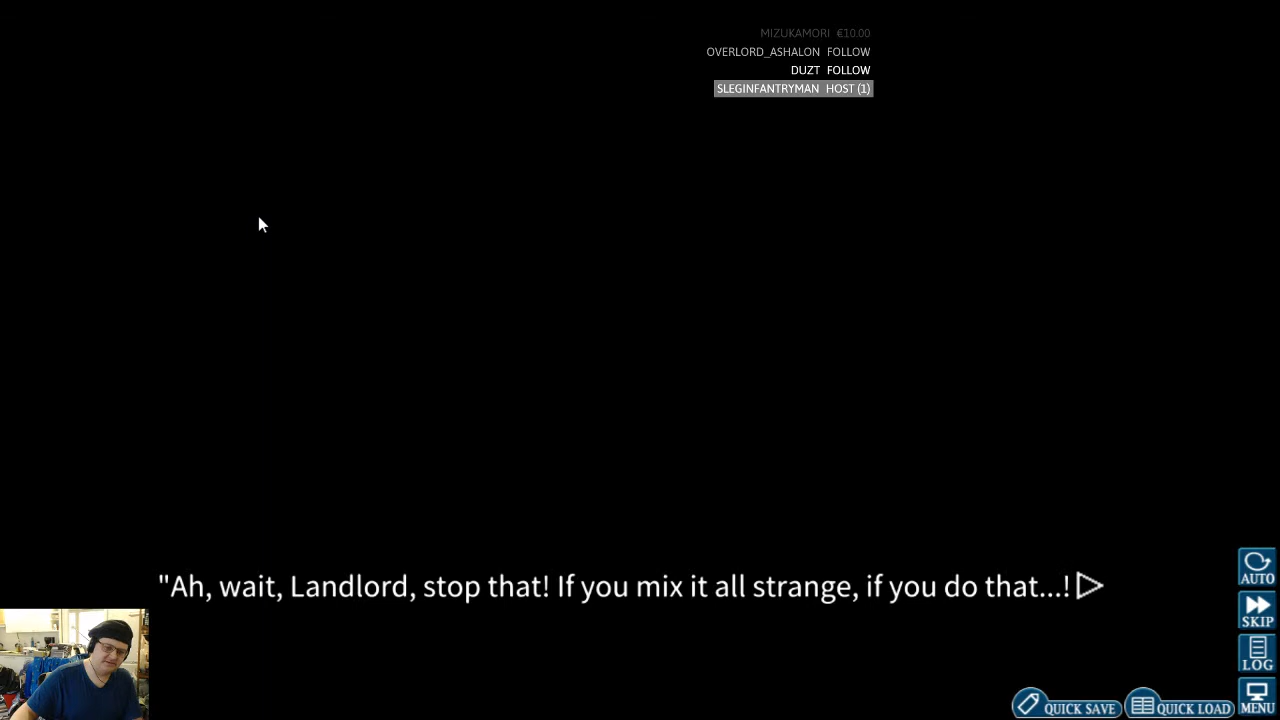 MIZUKAMORI €10.00
OVERLORD_ASHALON FOLLOW
DUZT FOLLOW
SLEGINFANTRYMAN HOST (1)
"Ah, wait, Landlord, stop that! If you mix it all strange, if you do that...!
AUTO
SKIP
LOG
MENU
QUICK SAVE
QUICK LOAD